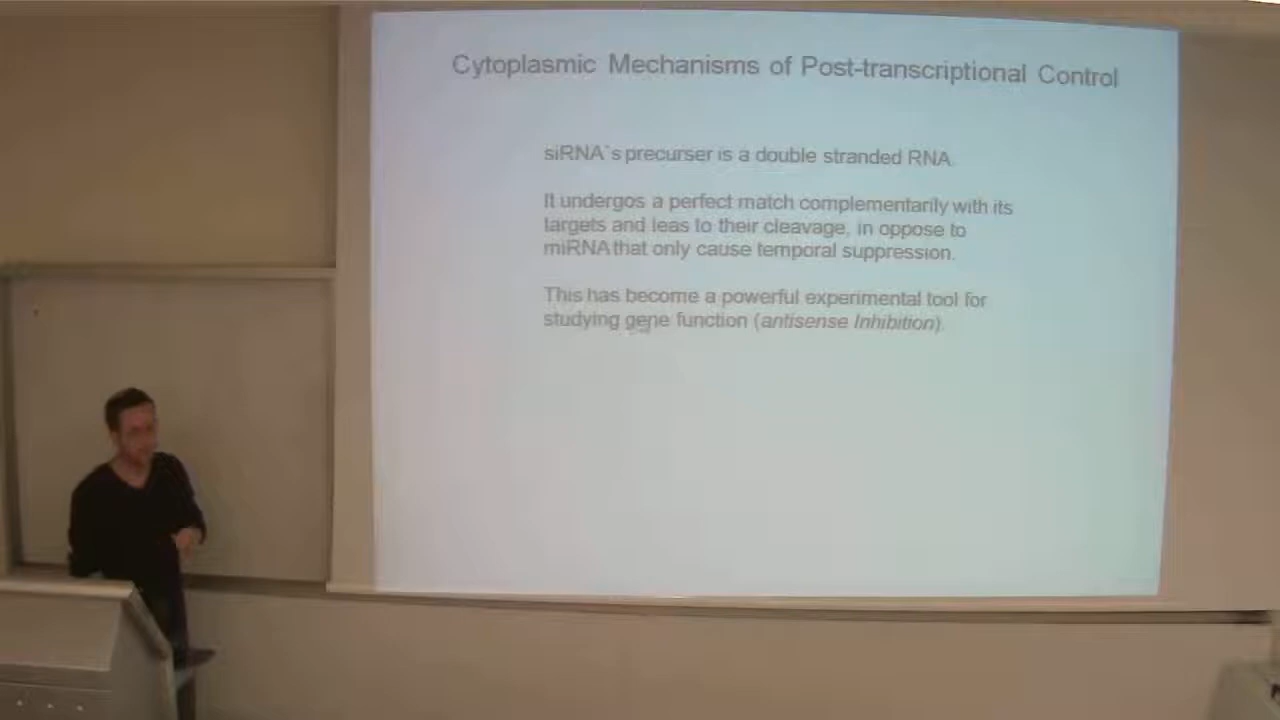 Cytoplasmic Mechanisms of Post-transcriptional Control
siRNA`s precurser is a double stranded RNA.
It undergos a perfect match complementarily with its
targets and leas to their cleavage, in oppose to
miRNA that only cause temporal suppression.
This has become a powerful experimental tool for
studying gene function (antisense Inhibition).